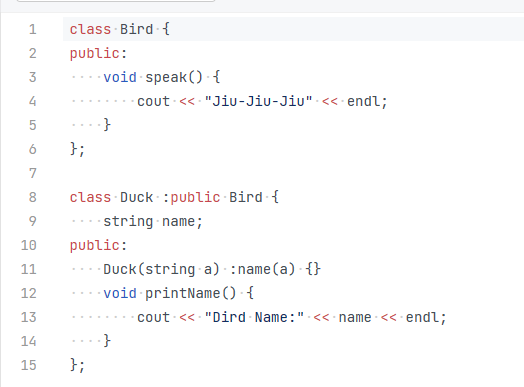 1 class Bird {
2 public:
3 ····void speak() {
4 ········cout << "Jiu-Jiu-Jiu" << endl;
5 ····}
6 };
7
8 class Duck :public Bird {
9 ····string name;
10 public:
11 ····Duck(string a) :name(a) {}
12 ····void printName() {
13 ········cout << "Dird Name:" << name << endl;
14 ····}
15 };